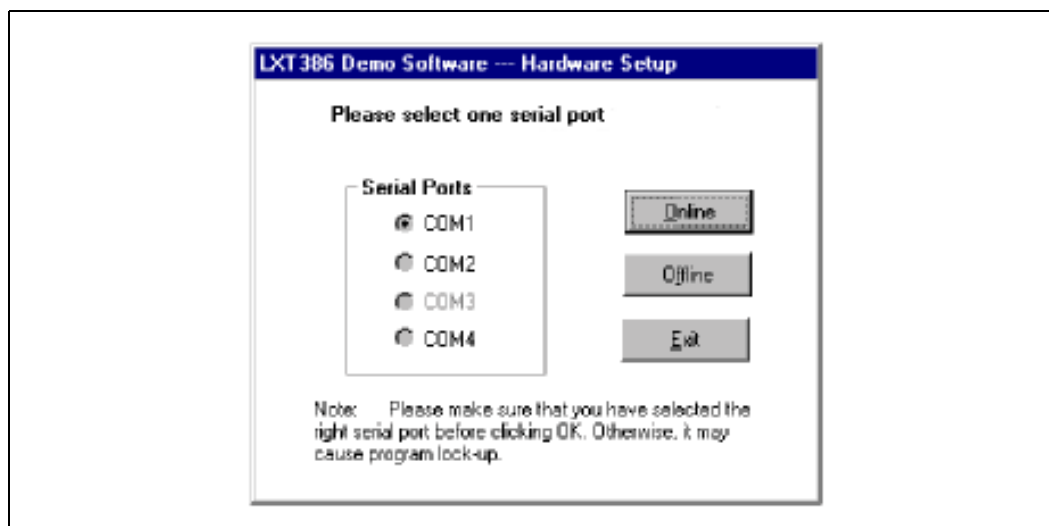 LXT386 Demo Software --- Hardware Setup
Please select one serial port
Serial Ports
COM1
COM2
COM3
COM4
Online
Offline
Exit
Note: Please make sure that you have selected the
right serial port before clicking OK. Otherwise, it may
cause program lock-up.